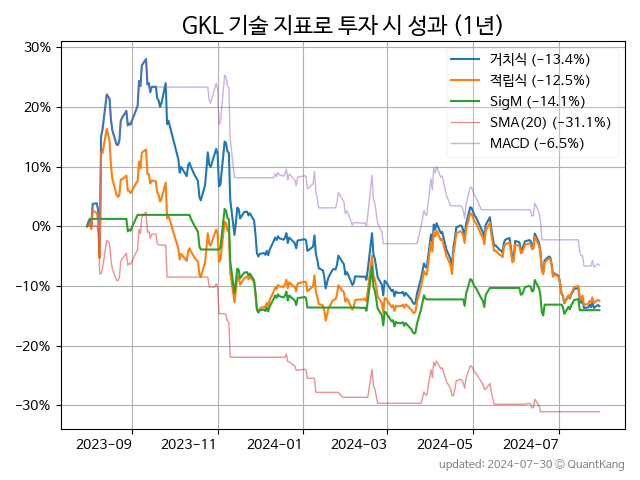 GKL 기술 지표로 투자 시 성과 (1년)
30%
20%
10%
0%
−10%
−20%
−30%
거치식 (−13.4%)
적립식 (−12.5%)
SigM (−14.1%)
SMA(20) (−31.1%)
MACD (−6.5%)
2023-09
2023-11
2024-01
2024-03
2024-05
2024-07
updated: 2024-07-30 © QuantKang